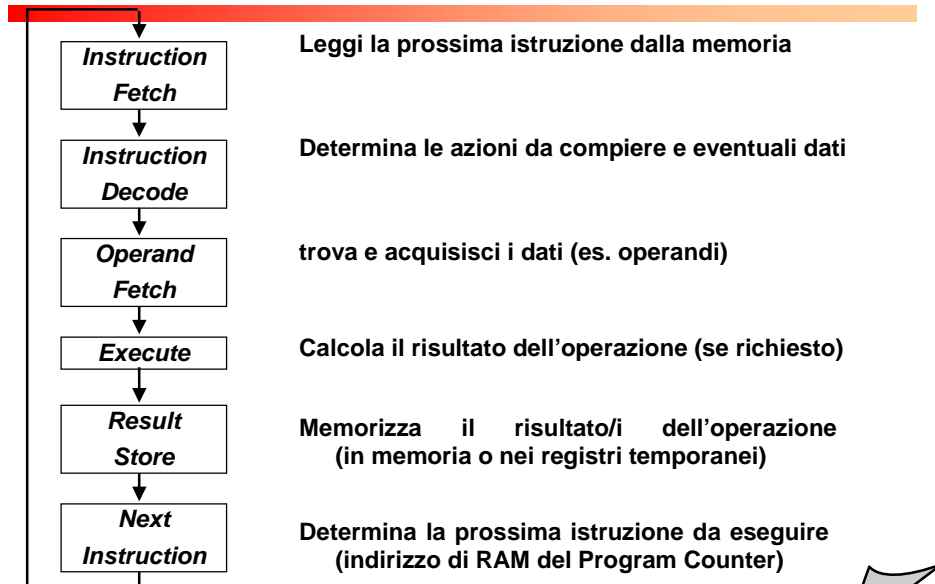 Instruction
Fetch
Leggi la prossima istruzione dalla memoria
Instruction
Decode
Determina le azioni da compiere e eventuali dati
Operand
Fetch
trova e acquisisci i dati (es. operandi)
Execute
Calcola il risultato dell'operazione (se richiesto)
Result
Store
Memorizza il risultato/i dell'operazione
(in memoria o nei registri temporanei)
Next
Instruction
Determina la prossima istruzione da eseguire
(indirizzo di RAM del Program Counter)